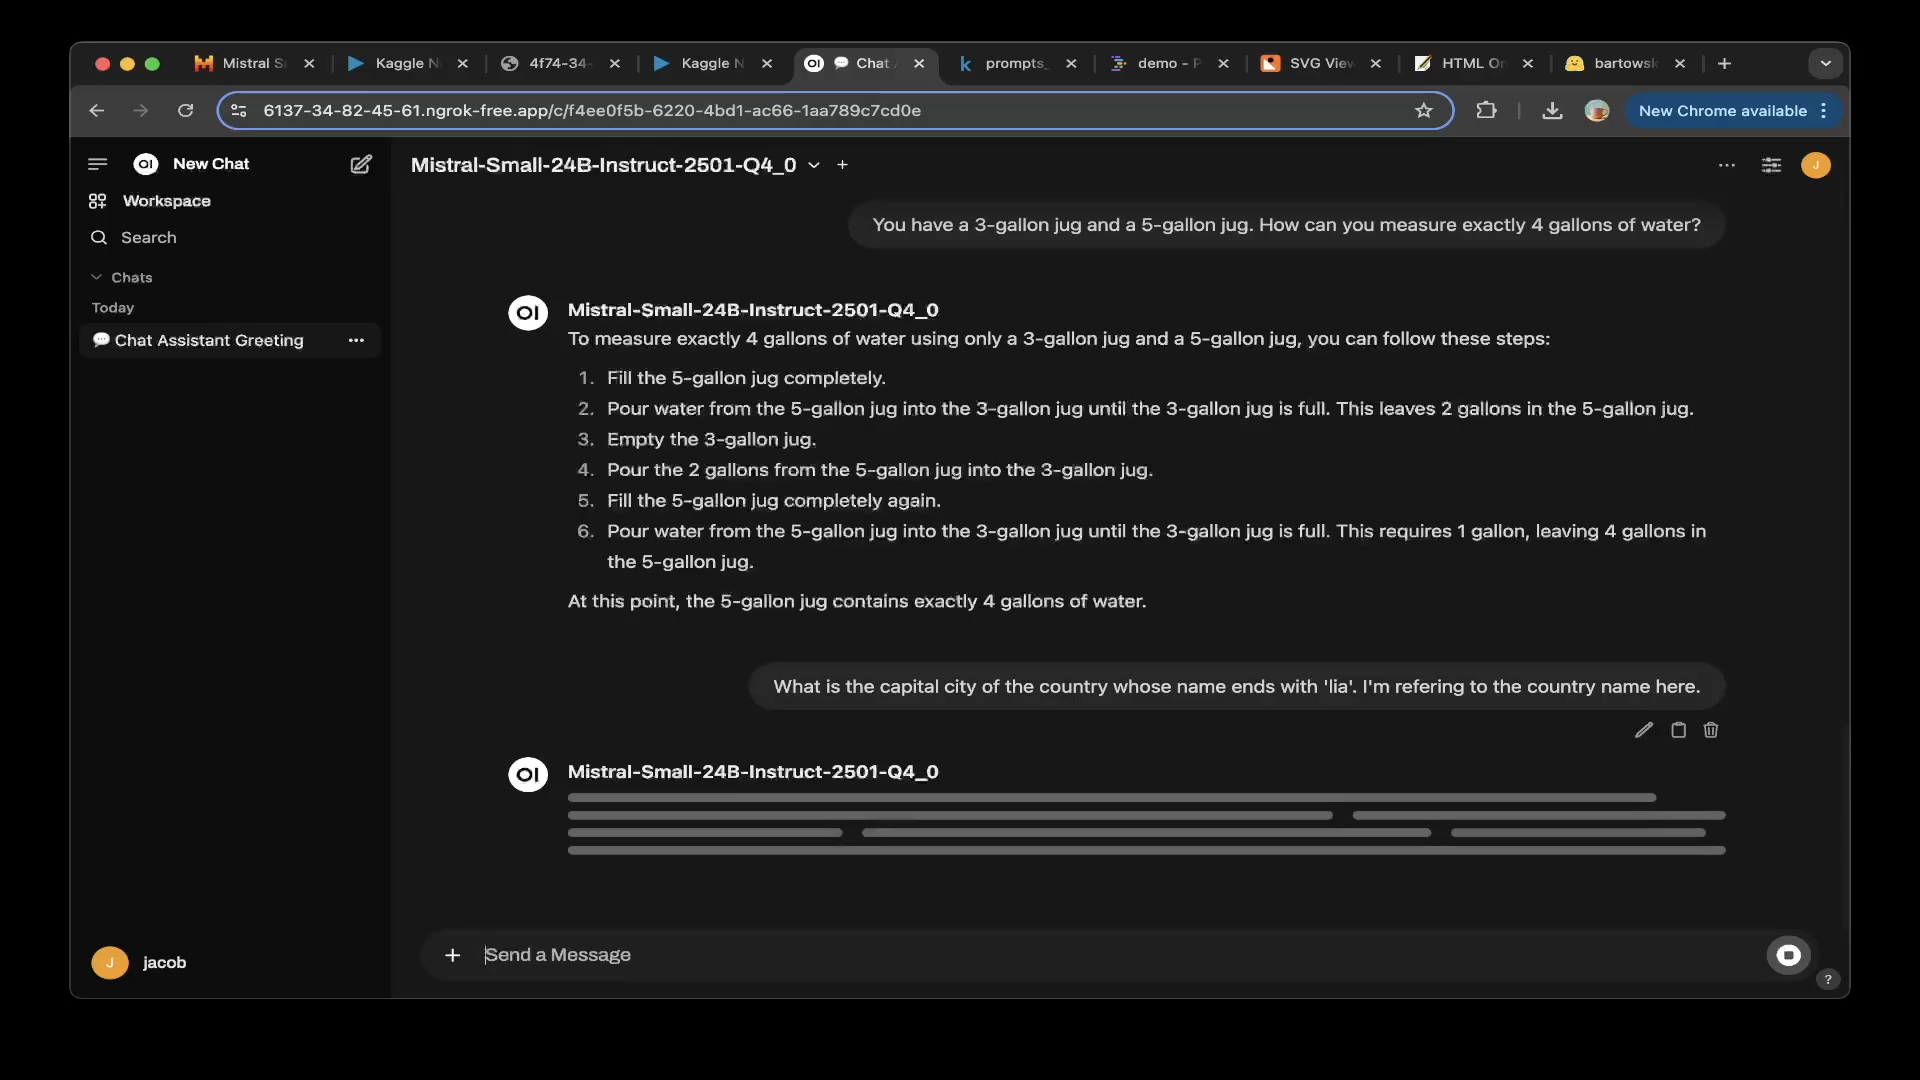 Mistral S
Kaggle N
4f74-34-
Kaggle N
Chat
prompts_
demo - P
SVG View
HTML On
bartowsk
6137-34-82-45-61.ngrok-free.app/c/f4ee0f5b-6220-4bd1-ac66-1aa789c7cd0e
New Chrome available
OI
New Chat
Workspace
Search
Chats
Today
Chat Assistant Greeting
J
jacob
Mistral-Small-24B-Instruct-2501-Q4_0
J
You have a 3-gallon jug and a 5-gallon jug. How can you measure exactly 4 gallons of water?
OI
Mistral-Small-24B-Instruct-2501-Q4_0
To measure exactly 4 gallons of water using only a 3-gallon jug and a 5-gallon jug, you can follow these steps:
1. Fill the 5-gallon jug completely.
2. Pour water from the 5-gallon jug into the 3-gallon jug until the 3-gallon jug is full. This leaves 2 gallons in the 5-gallon jug.
3. Empty the 3-gallon jug.
4. Pour the 2 gallons from the 5-gallon jug into the 3-gallon jug.
5. Fill the 5-gallon jug completely again.
6. Pour water from the 5-gallon jug into the 3-gallon jug until the 3-gallon jug is full. This requires 1 gallon, leaving 4 gallons in
the 5-gallon jug.
At this point, the 5-gallon jug contains exactly 4 gallons of water.
What is the capital city of the country whose name ends with 'lia'. I'm refering to the country name here.
OI
Mistral-Small-24B-Instruct-2501-Q4_0
Send a Message
?